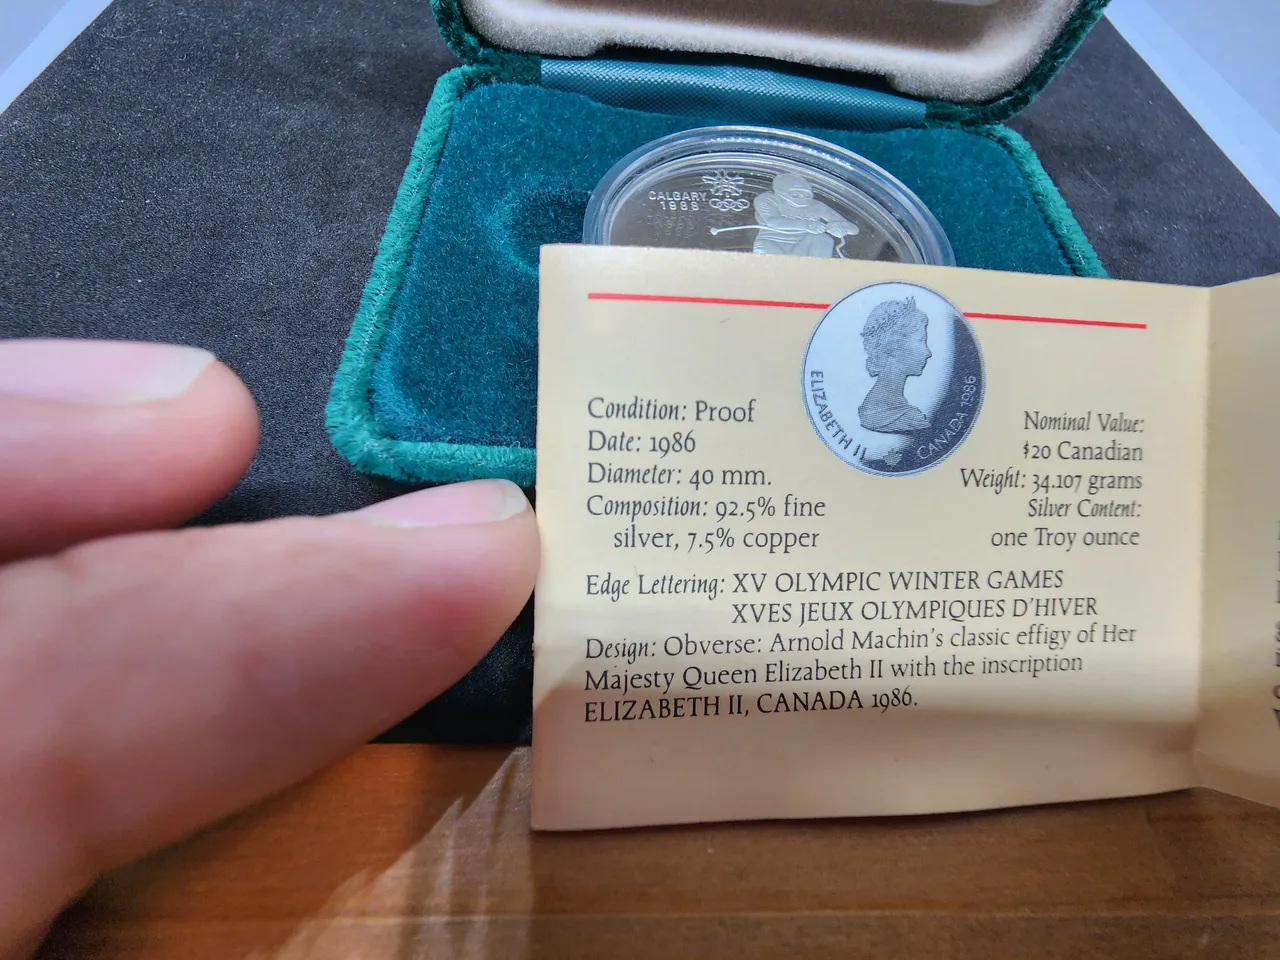 CALGARY
1988
ELIZABETH II CANADA 1986
Condition: Proof
Date: 1986
Diameter: 40 mm.
Composition: 92.5% fine
silver, 7.5% copper
Nominal Value:
$20 Canadian
Weight: 34.107 grams
Silver Content:
one Troy ounce
Edge Lettering: XV OLYMPIC WINTER GAMES
XVES JEUX OLYMPIQUES D'HIVER
Design: Obverse: Arnold Machin's classic effigy of Her
Majesty Queen Elizabeth II with the inscription
ELIZABETH II, CANADA 1986.